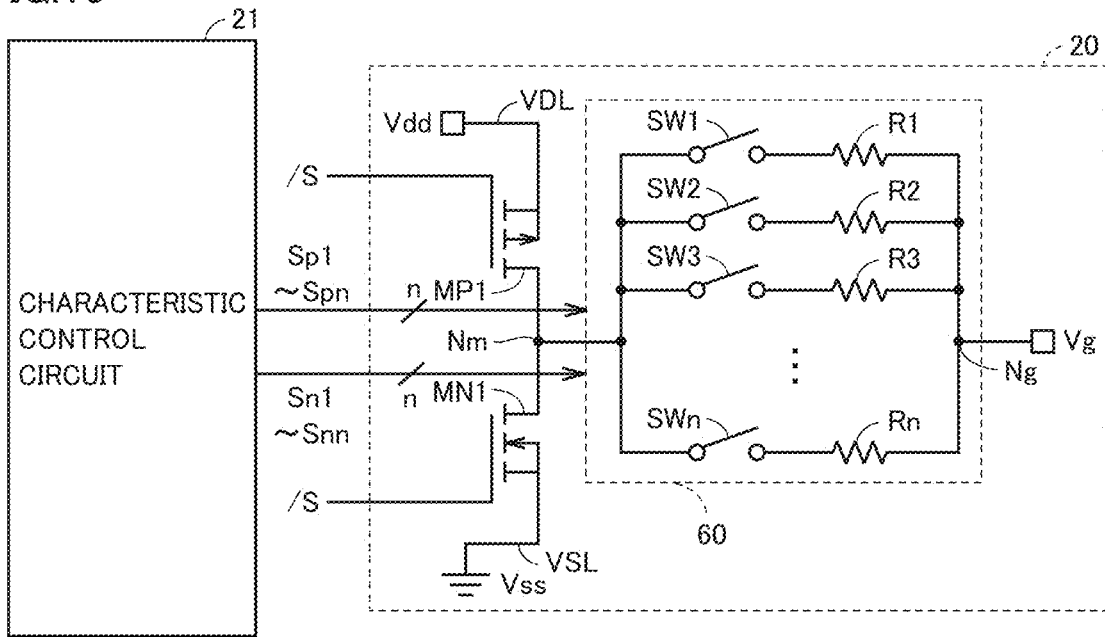 21
20
Vdd
VDL
SW1
R1
/S
SW2
R2
SW3
R3
Sp1
~Spn
n
MP1
CHARACTERISTIC
CONTROL
CIRCUIT
Nm
Vg
Ng
n
MN1
Sn1
~Snn
SWn
Rn
/S
60
VSL
Vss